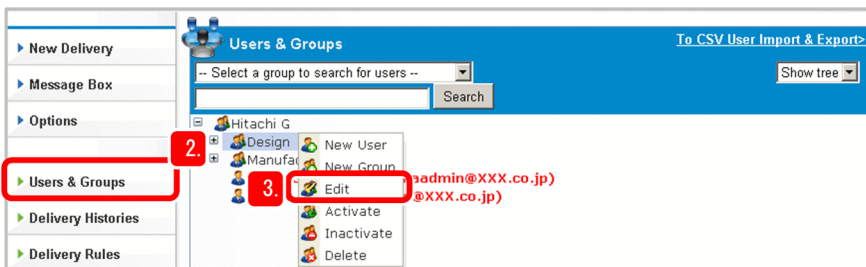 New Delivery
Message Box
Options
Users & Groups
Delivery Histories
Delivery Rules
Users & Groups
To CSV User Import & Export>
-- Select a group to search for users --
Show tree
Search
Hitachi G
2.
Design
Manufac
aadmin@XXX.co.jp)
@XXX.co.jp)
New User
New Group
3.
Edit
Activate
Inactivate
Delete